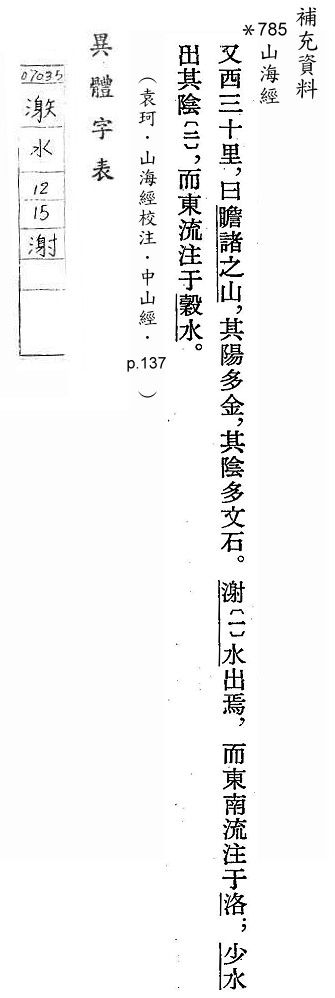 補充資料
*785
山海經
又西三十里,曰瞻諸之山,其陽多金,其陰多文石。㴬〔一〕水出焉,而東南流注于洛;少水
出其陰〔二〕,而東流注于穀水。
(袁珂・山海經校注・中山經・p.137)
異體字表
07035
水
12
15
㴬